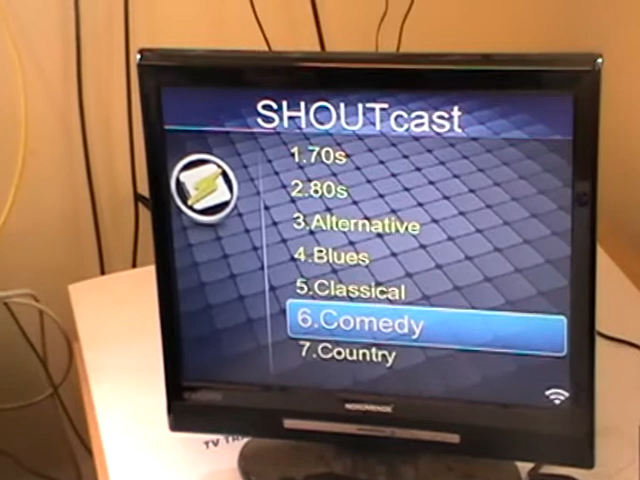 SHOUTcast
1.70s
2.80s
3.Alternative
4.Blues
5.Classical
6.Comedy
7.Country